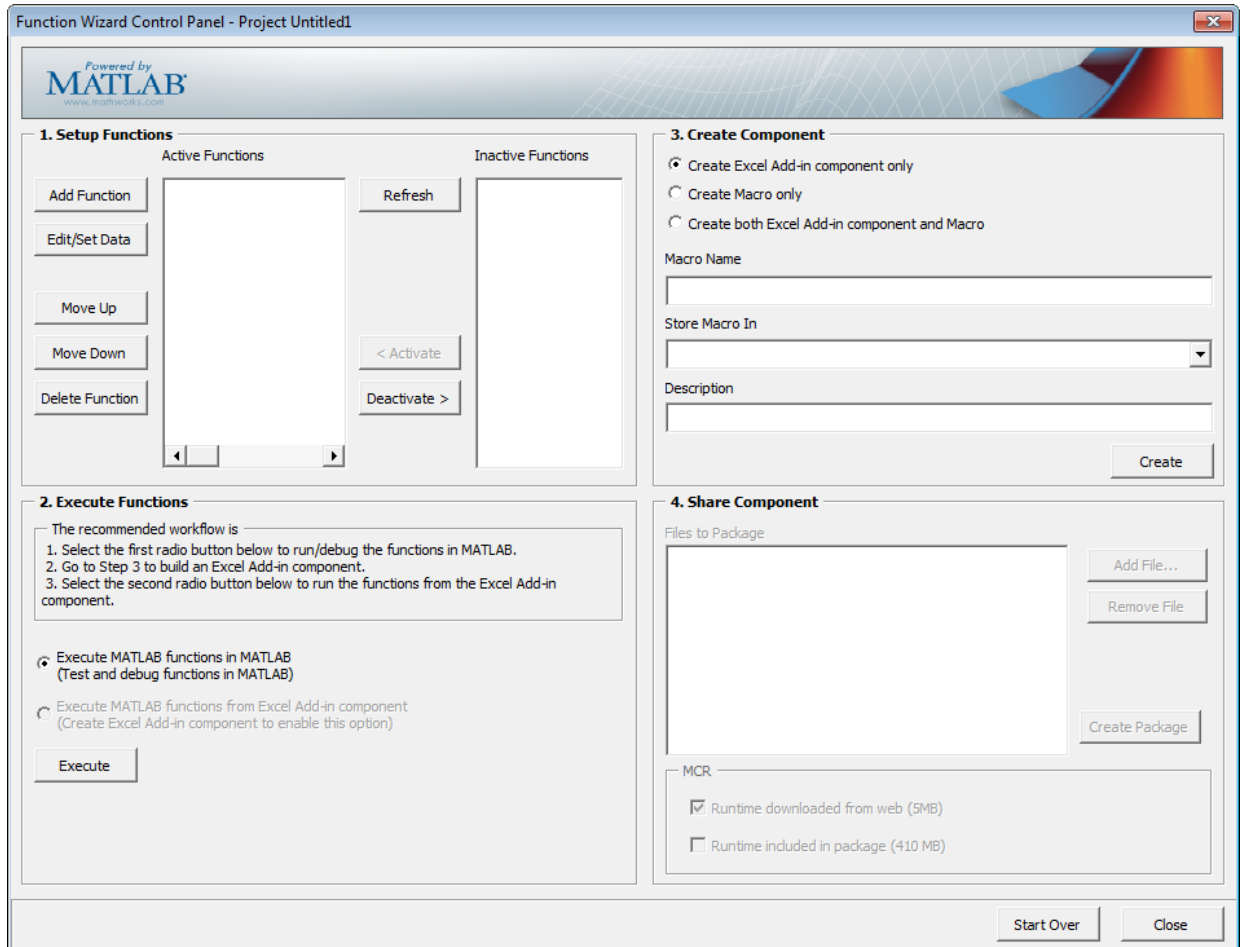 Function Wizard Control Panel - Project Untitled1
Powered by
MATLAB®
www.mathworks.com
1. Setup Functions
Active Functions
Inactive Functions
Add Function
Refresh
Edit/Set Data
Move Up
Move Down
< Activate
Delete Function
Deactivate >
2. Execute Functions
The recommended workflow is
1. Select the first radio button below to run/debug the functions in MATLAB.
2. Go to Step 3 to build an Excel Add-in component.
3. Select the second radio button below to run the functions from the Excel Add-in
component.
Execute MATLAB functions in MATLAB
(Test and debug functions in MATLAB)
Execute MATLAB functions from Excel Add-in component
(Create Excel Add-in component to enable this option)
Execute
3. Create Component
Create Excel Add-in component only
Create Macro only
Create both Excel Add-in component and Macro
Macro Name
Store Macro In
Description
Create
4. Share Component
Files to Package
Add File...
Remove File
Create Package
MCR
Runtime downloaded from web (5MB)
Runtime included in package (410 MB)
Start Over
Close